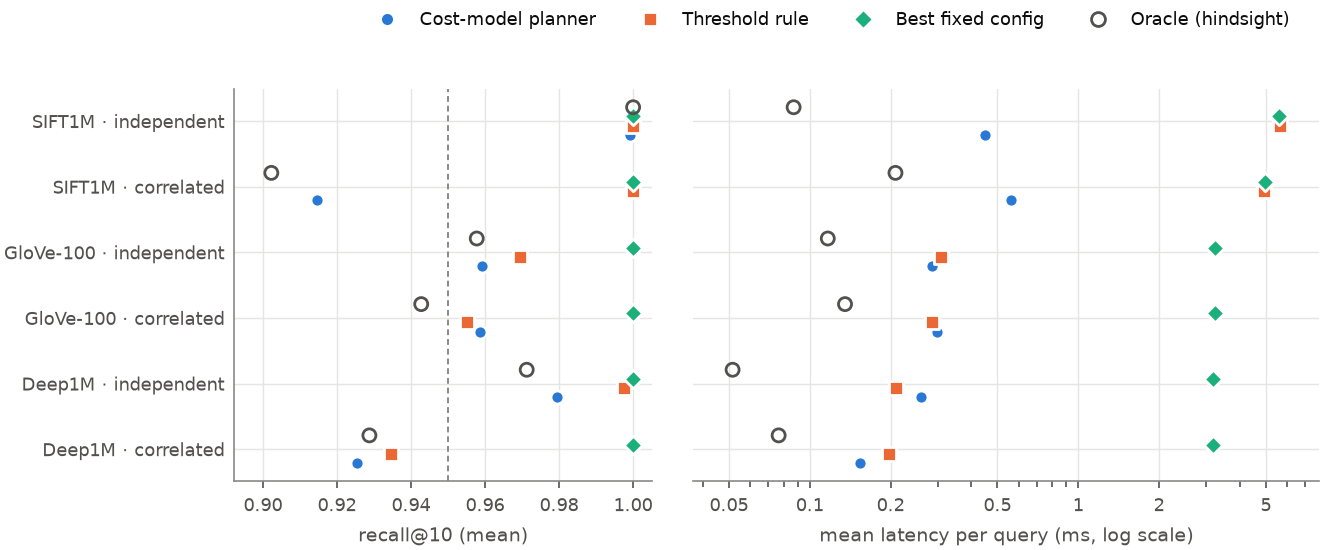 Cost-model planner Threshold rule Best fixed config Oracle (hindsight)
SIFT1M · independent
SIFT1M · correlated
GloVe-100 · independent
GloVe-100 · correlated
Deep1M · independent
Deep1M · correlated
0.90 0.92 0.94 0.96 0.98 1.00
recall@10 (mean)
0.05 0.1 0.2 0.5 1 2 5
mean latency per query (ms, log scale)